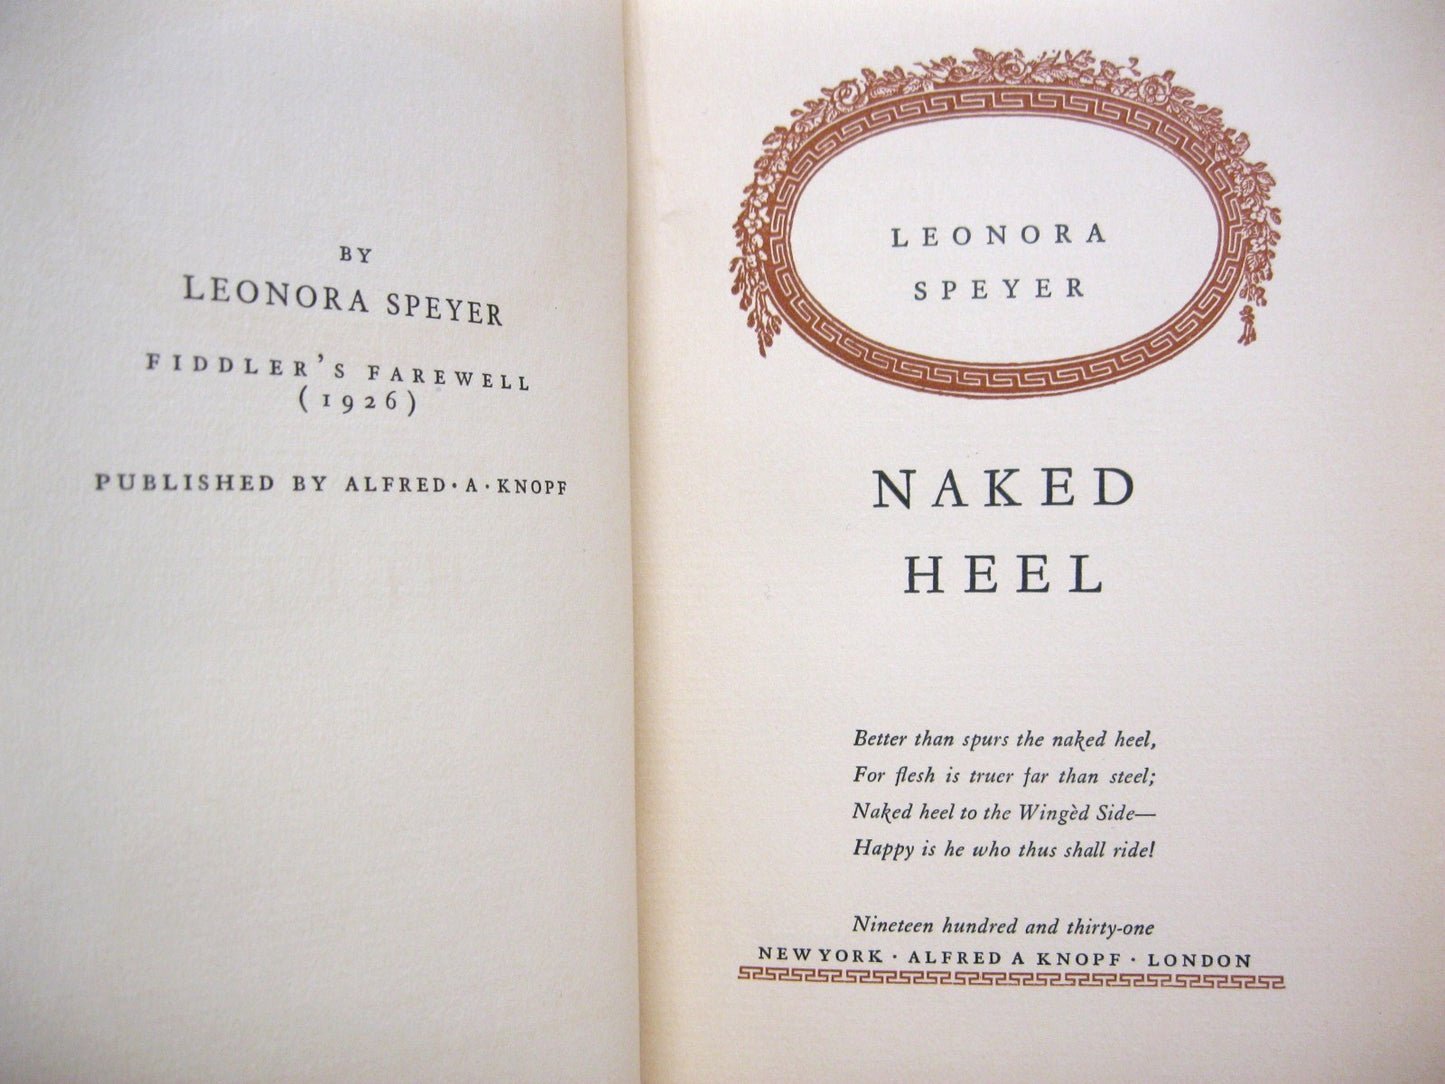 BY
LEONORA SPEYER
FIDDLER'S FAREWELL
(1926)
PUBLISHED BY ALFRED · A · KNOPF
LEONORA
SPEYER
NAKED
HEEL
Better than spurs the naked heel,
For flesh is truer far than steel;
Naked heel to the Wingèd Side—
Happy is he who thus shall ride!
Nineteen hundred and thirty-one
NEW YORK · ALFRED A KNOPF · LONDON